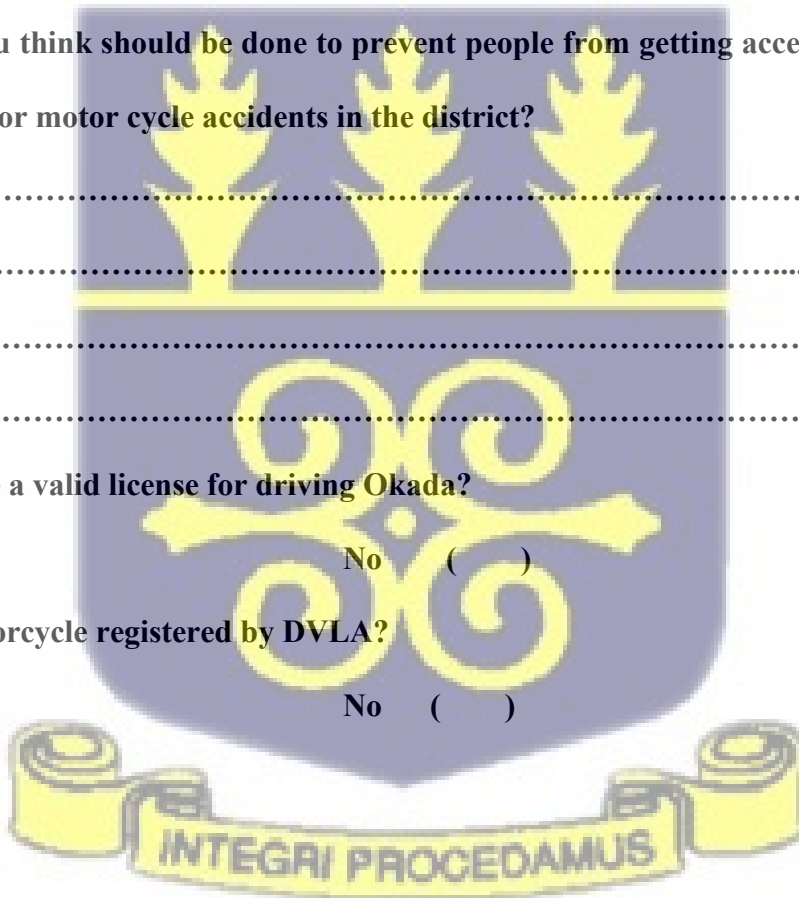 u think should be done to prevent people from getting acce
or motor cycle accidents in the district?
……………………………………………………………………………
……………………………………………………………………………....
……………………………………………………………………………
……………………………………………………………………………
a valid license for driving Okada?
No ( )
orcycle registered by DVLA?
No ( )
INTEGRI PROCEDAMUS